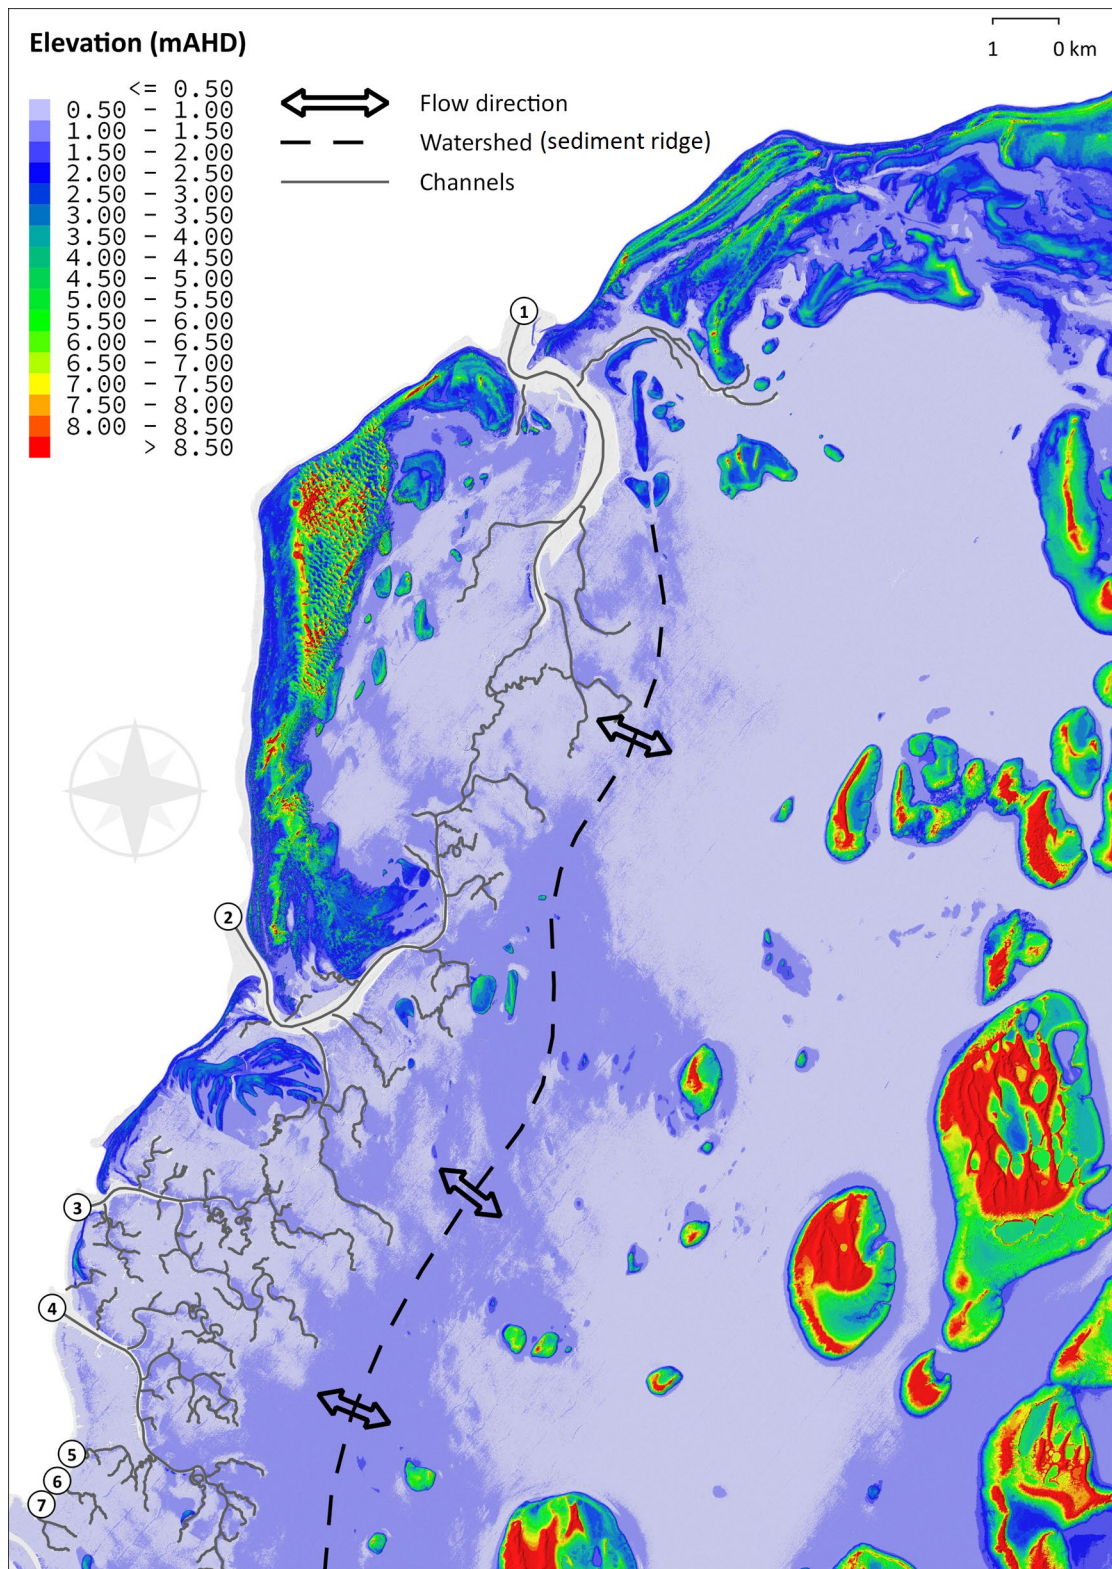 Elevation (mAHD)
<= 0.50
0.50 - 1.00
1.00 - 1.50
1.50 - 2.00
2.00 - 2.50
2.50 - 3.00
3.00 - 3.50
3.50 - 4.00
4.00 - 4.50
4.50 - 5.00
5.00 - 5.50
5.50 - 6.00
6.00 - 6.50
6.50 - 7.00
7.00 - 7.50
7.50 - 8.00
8.00 - 8.50
> 8.50
Flow direction
Watershed (sediment ridge)
Channels
1 0 km
1
2
3
4
5
6
7